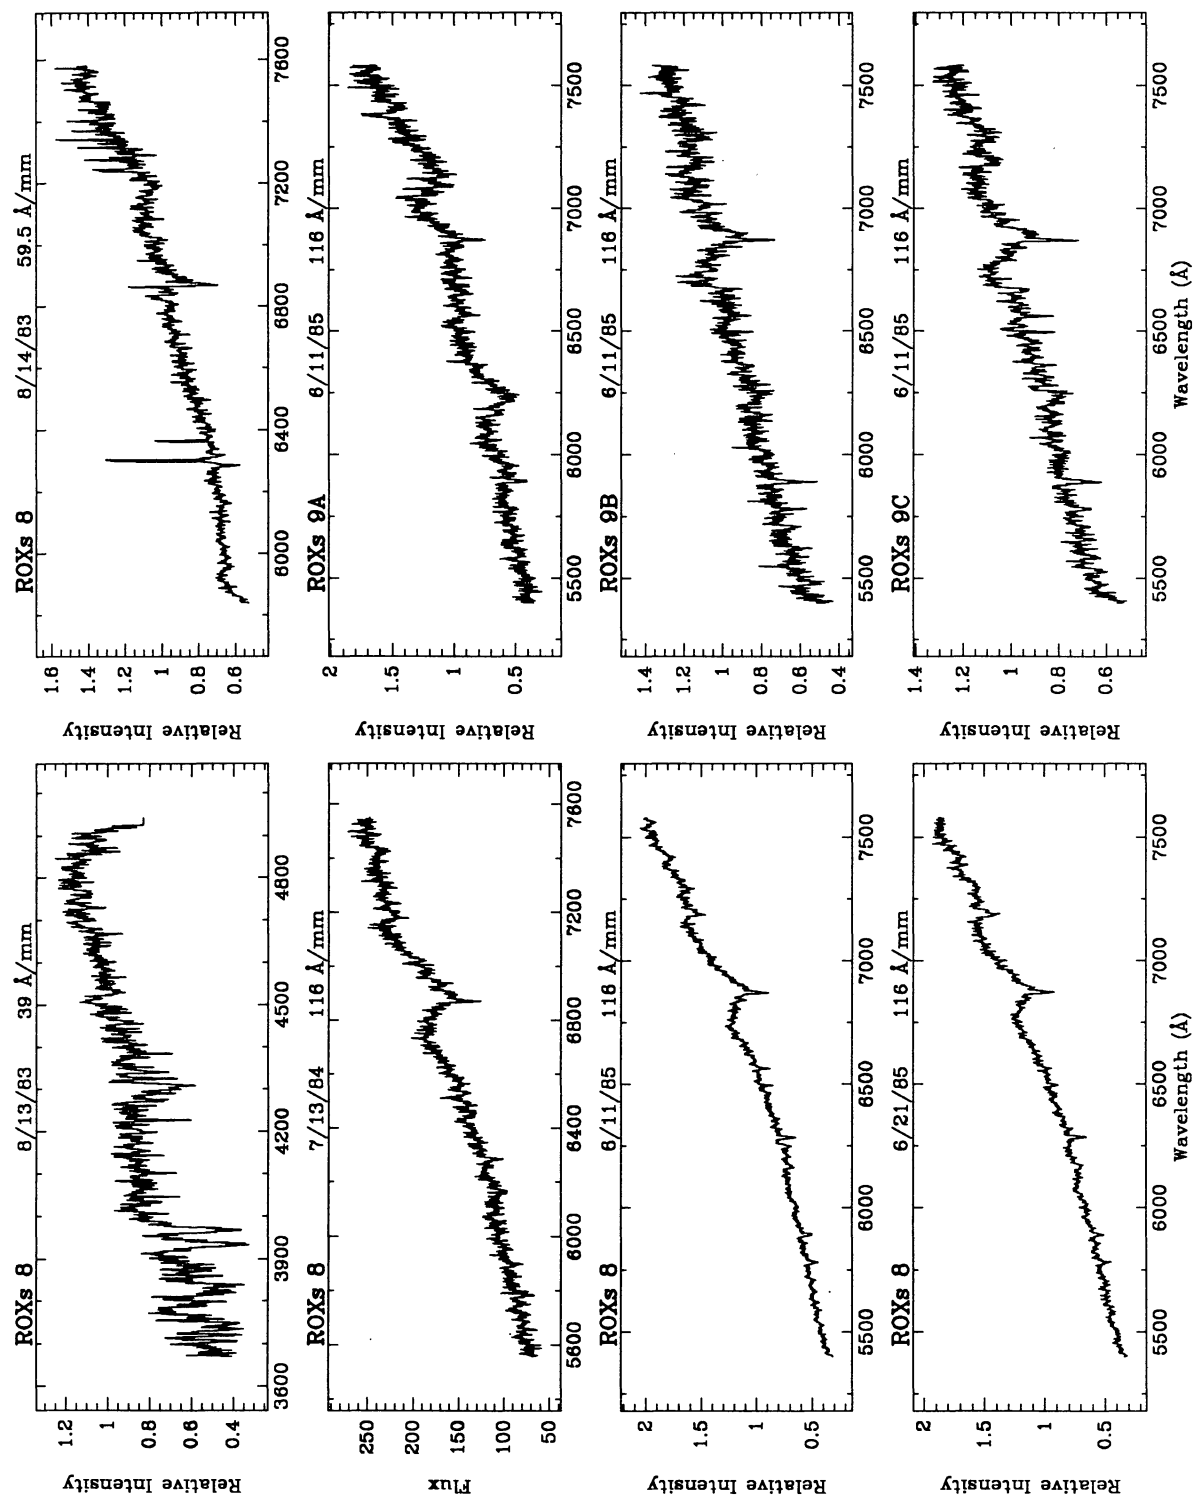 ROXs 8 8/13/83 39 Å/mm
Relative Intensity
1.2
1
0.8
0.6
0.4
3600 3900 4200 4500 4800
ROXs 8 7/13/84 116 Å/mm
Flux
250
200
150
100
50
5600 6000 6400 6800 7200 7600
ROXs 8 6/11/85 116 Å/mm
Relative Intensity
2
1.5
1
0.5
5500 6000 6500 7000 7500
ROXs 8 6/21/85 116 Å/mm
Relative Intensity
2
1.5
1
0.5
5500 6000 6500 7000 7500
Wavelength (Å)
ROXs 8 8/14/83 59.5 Å/mm
Relative Intensity
1.6
1.4
1.2
1
0.8
0.6
6000 6400 6800 7200 7600
ROXs 9A 6/11/85 116 Å/mm
Relative Intensity
2
1.5
1
0.5
5500 6000 6500 7000 7500
ROXs 9B 6/11/85 116 Å/mm
Relative Intensity
1.4
1.2
1
0.8
0.6
0.4
5500 6000 6500 7000 7500
ROXs 9C 6/11/85 116 Å/mm
Relative Intensity
1.4
1.2
1
0.8
0.6
5500 6000 6500 7000 7500
Wavelength (Å)